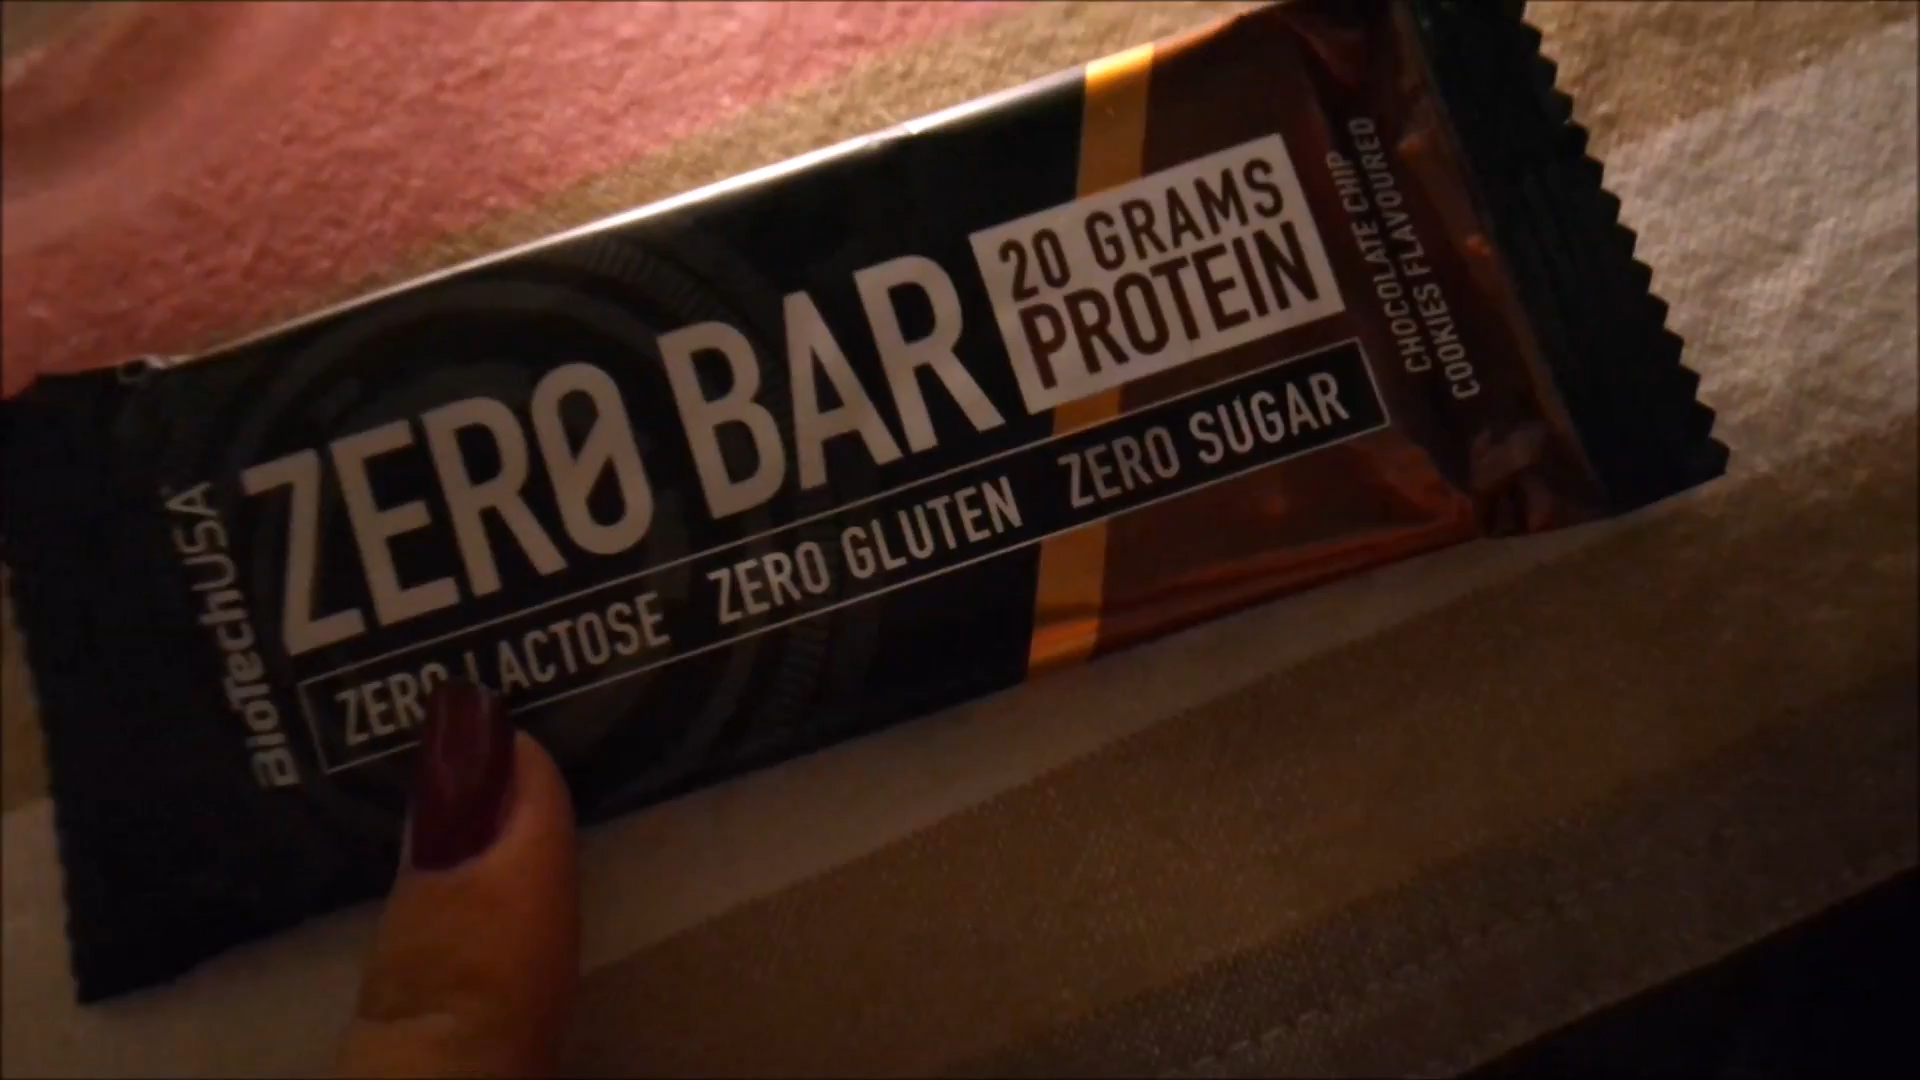 BioTechUSA
ZERO BAR
20 GRAMS
PROTEIN
ZERO LACTOSE ZERO GLUTEN ZERO SUGAR
CHOCOLATE CHIP
COOKIES FLAVOURED